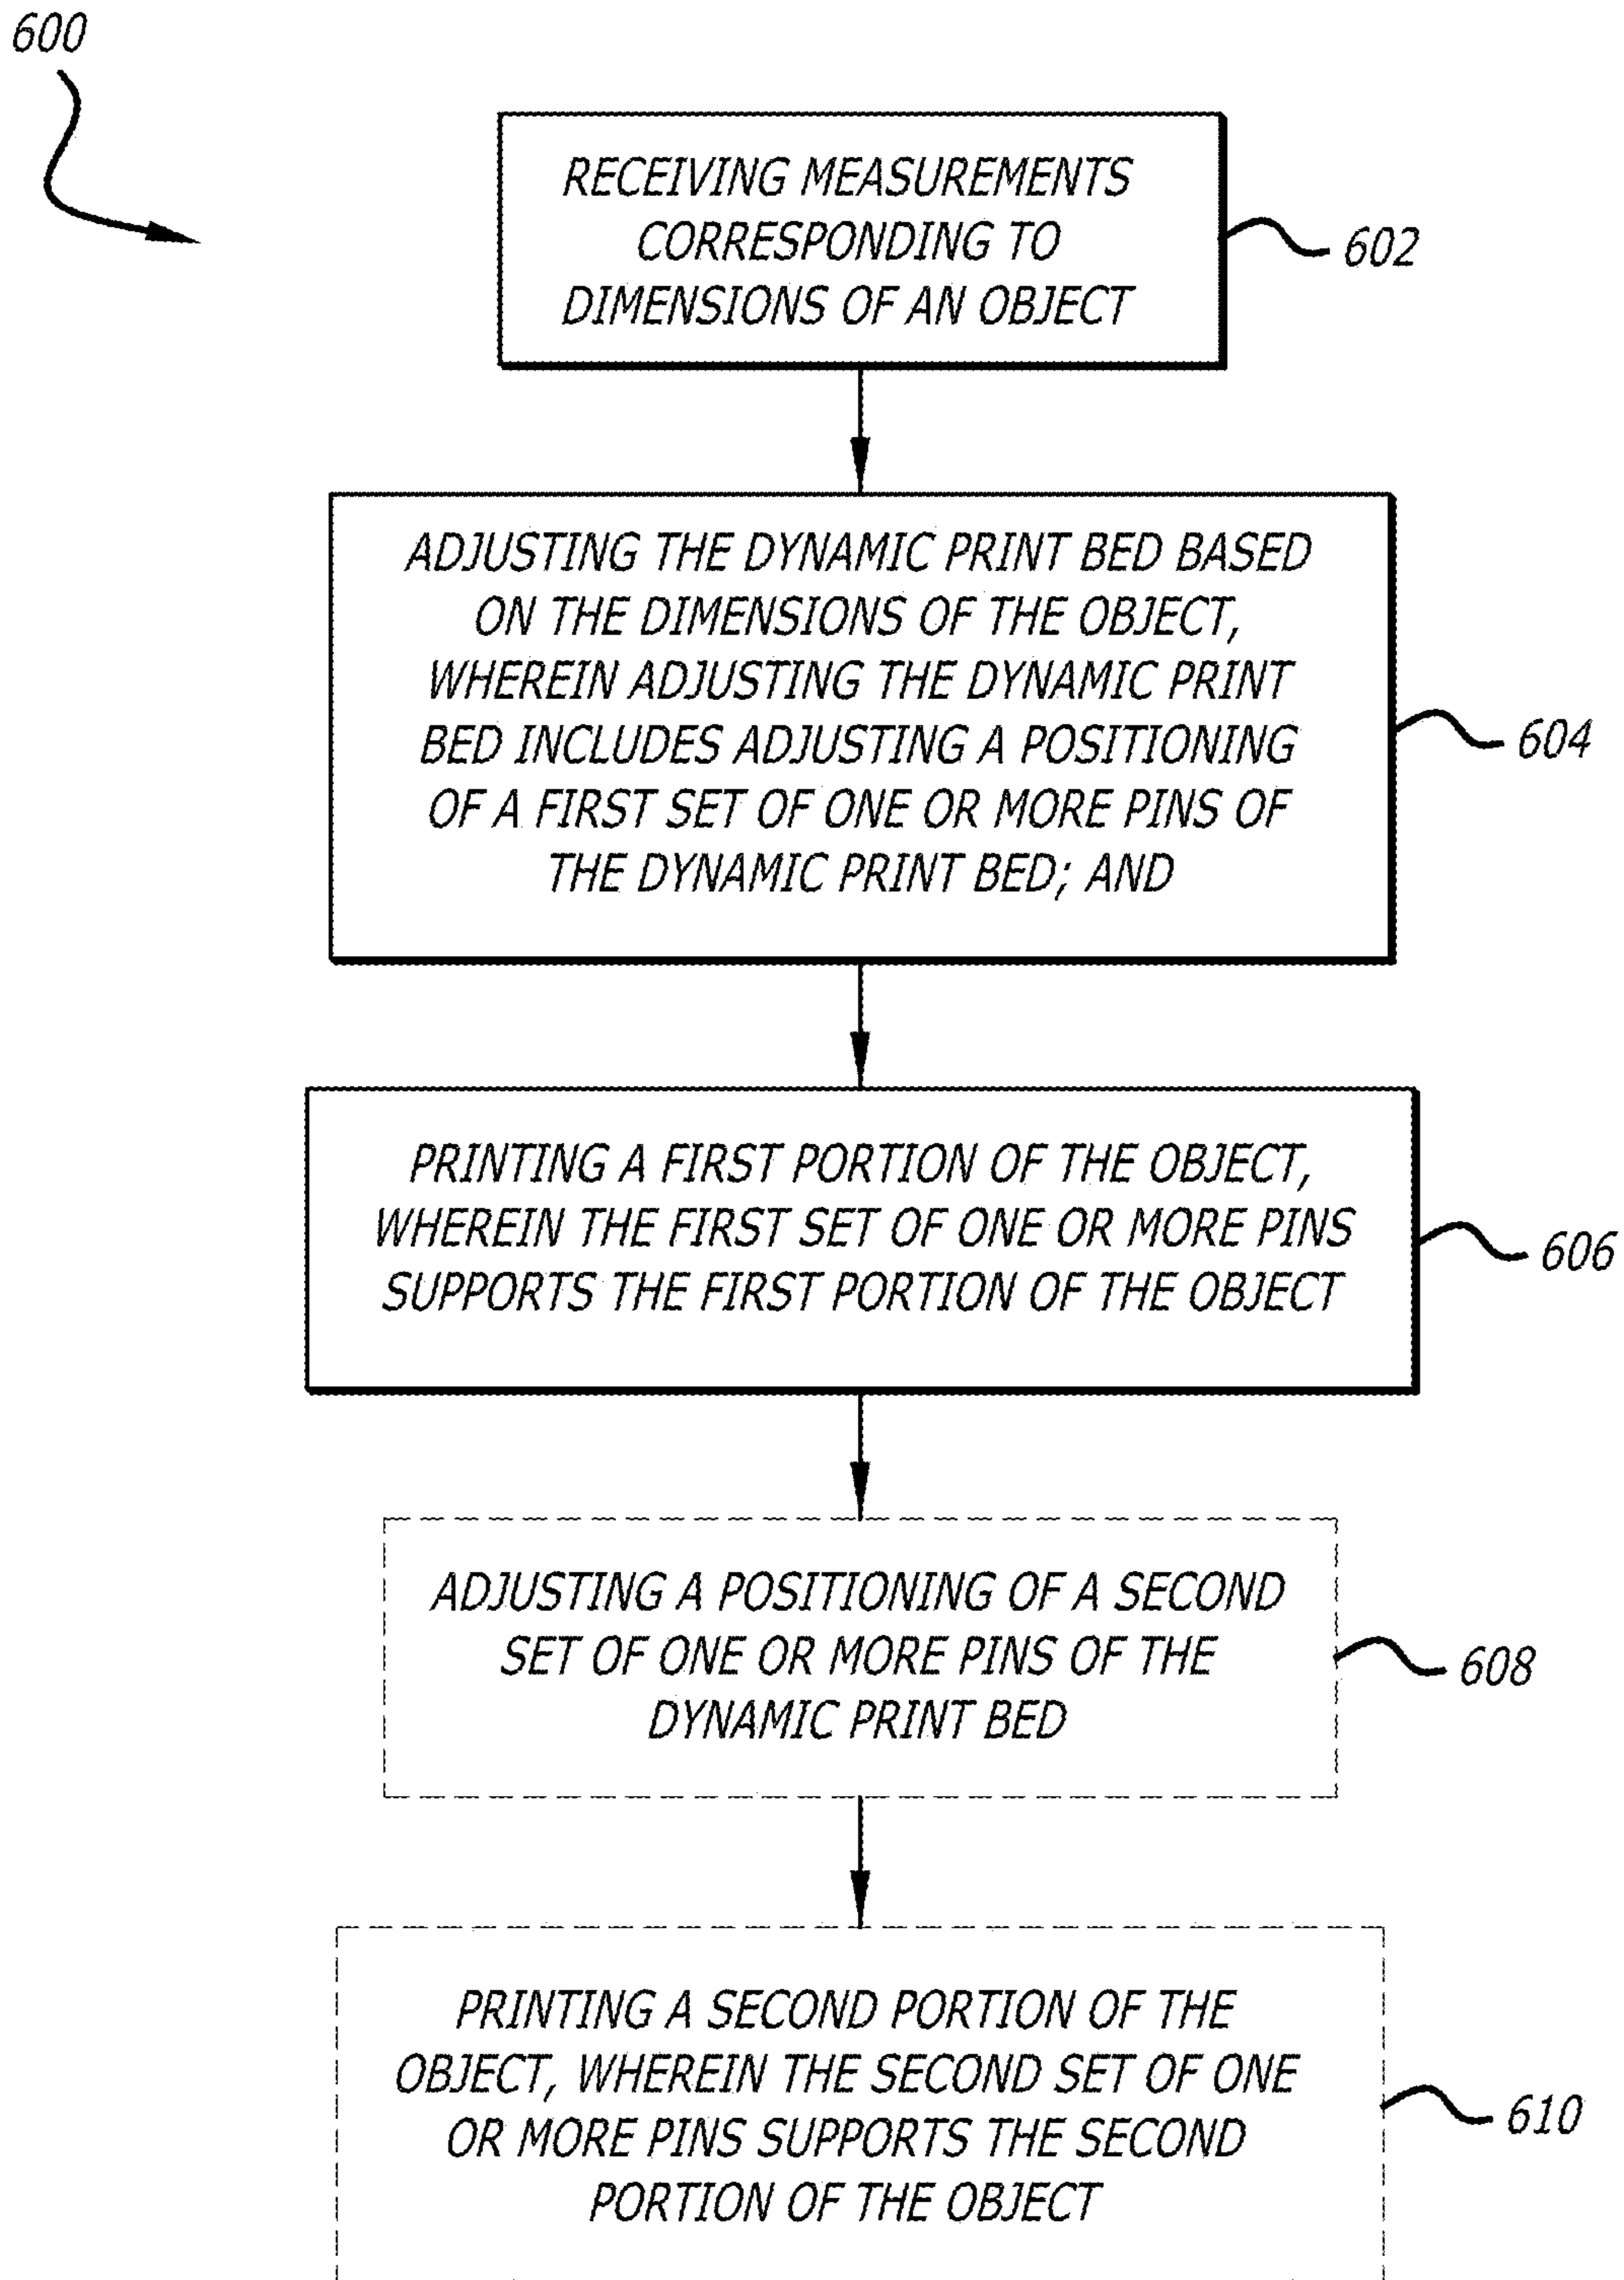 600
RECEIVING MEASUREMENTS
CORRESPONDING TO
DIMENSIONS OF AN OBJECT
602
ADJUSTING THE DYNAMIC PRINT BED BASED
ON THE DIMENSIONS OF THE OBJECT,
WHEREIN ADJUSTING THE DYNAMIC PRINT
BED INCLUDES ADJUSTING A POSITIONING
OF A FIRST SET OF ONE OR MORE PINS OF
THE DYNAMIC PRINT BED; AND
604
PRINTING A FIRST PORTION OF THE OBJECT,
WHEREIN THE FIRST SET OF ONE OR MORE PINS
SUPPORTS THE FIRST PORTION OF THE OBJECT
606
ADJUSTING A POSITIONING OF A SECOND
SET OF ONE OR MORE PINS OF THE
DYNAMIC PRINT BED
608
PRINTING A SECOND PORTION OF THE
OBJECT, WHEREIN THE SECOND SET OF ONE
OR MORE PINS SUPPORTS THE SECOND
PORTION OF THE OBJECT
610